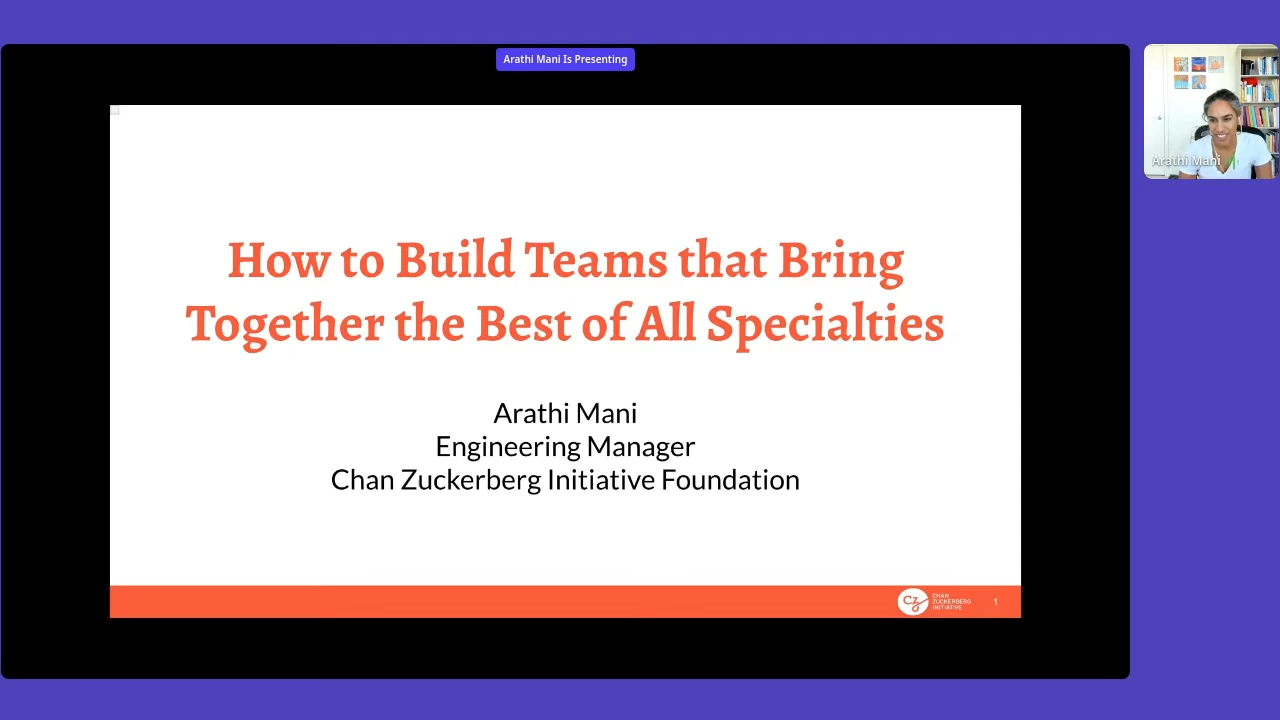 Arathi Mani Is Presenting
How to Build Teams that Bring
Together the Best of All Specialties
Arathi Mani
Engineering Manager
Chan Zuckerberg Initiative Foundation
CZ
CHAN
ZUCKERBERG
INITIATIVE
1
Arathi Mani